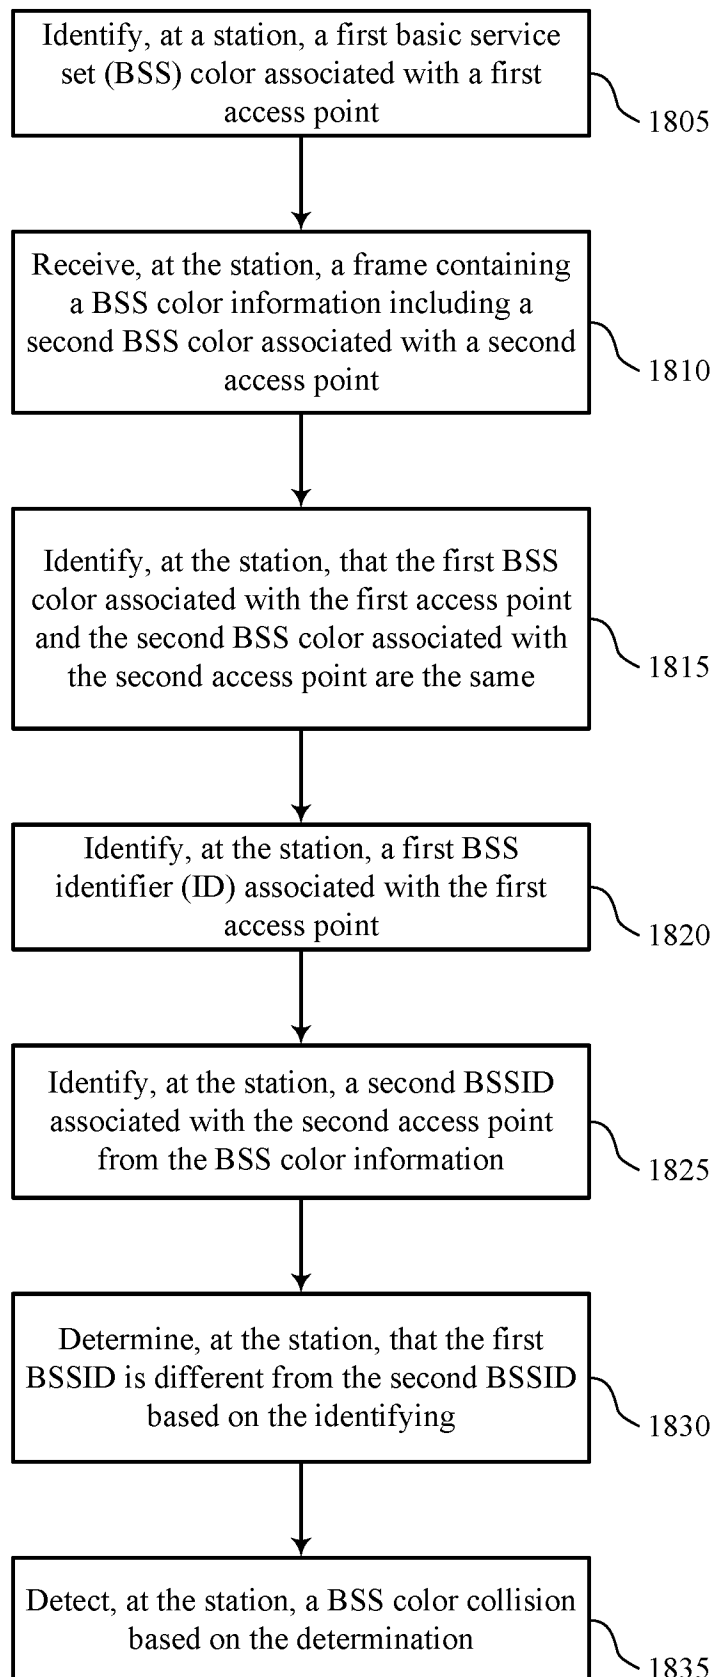 Identify, at a station, a first basic service
set (BSS) color associated with a first
access point
1805
Receive, at the station, a frame containing
a BSS color information including a
second BSS color associated with a second
access point
1810
Identify, at the station, that the first BSS
color associated with the first access point
and the second BSS color associated with
the second access point are the same
1815
Identify, at the station, a first BSS
identifier (ID) associated with the first
access point
1820
Identify, at the station, a second BSSID
associated with the second access point
from the BSS color information
1825
Determine, at the station, that the first
BSSID is different from the second BSSID
based on the identifying
1830
Detect, at the station, a BSS color collision
based on the determination
1835